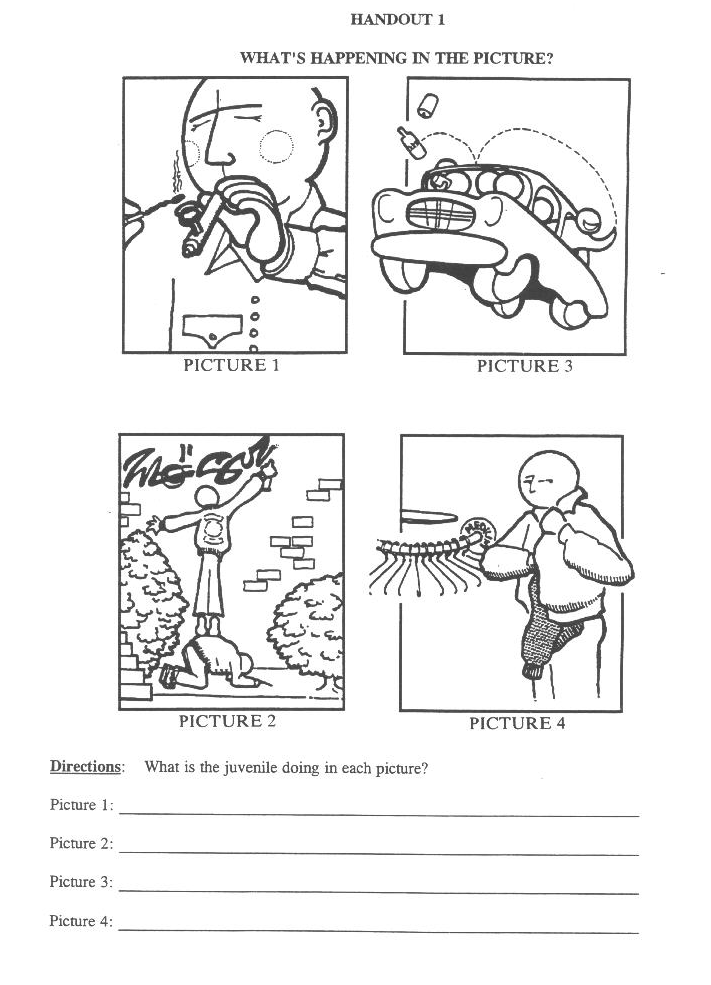 HANDOUT 1
WHAT'S HAPPENING IN THE PICTURE?
PICTURE 1
PICTURE 3
MEDIUM
PICTURE 2
PICTURE 4
Directions: What is the juvenile doing in each picture?
Picture 1:
Picture 2:
Picture 3:
Picture 4: